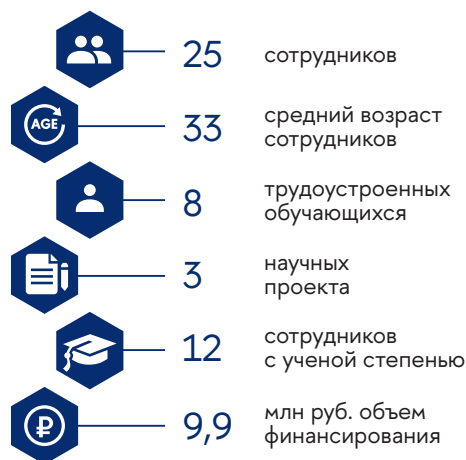 25 сотрудников
AGE 33 средний возраст
сотрудников
8 трудоустроенных
обучающихся
3 научных
проекта
12 сотрудников
с ученой степенью
₽ 9,9 млн руб. объем
финансирования